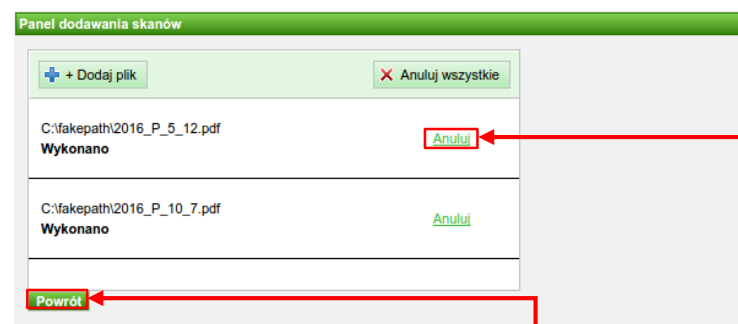 Panel dodawania skanów
+ Dodaj plik
Anuluj wszystkie
C:\fakepath\2016_P_5_12.pdf
Wykonano
Anuluj
C:\fakepath\2016_P_10_7.pdf
Wykonano
Anuluj
Powrót